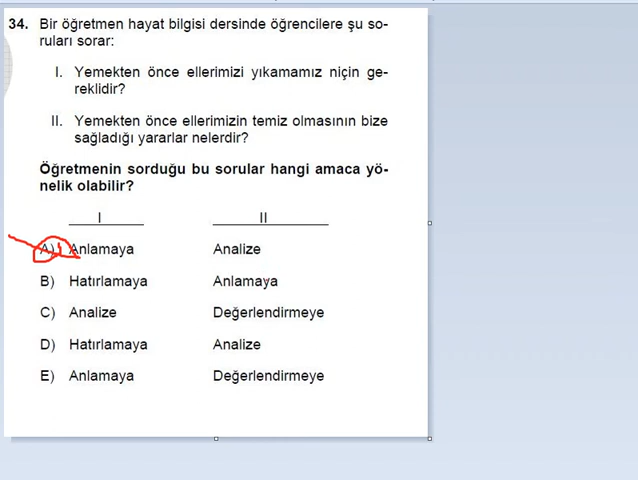 34. Bir öğretmen hayat bilgisi dersinde öğrencilere şu so-
ruları sorar:
I. Yemekten önce ellerimizi yıkamamız niçin ge-
reklidir?
II. Yemekten önce ellerimizin temiz olmasının bize
sağladığı yararlar nelerdir?
Öğretmenin sorduğu bu sorular hangi amaca yö-
nelik olabilir?
I II
A) Anlamaya Analize
B) Hatırlamaya Anlamaya
C) Analize Değerlendirmeye
D) Hatırlamaya Analize
E) Anlamaya Değerlendirmeye